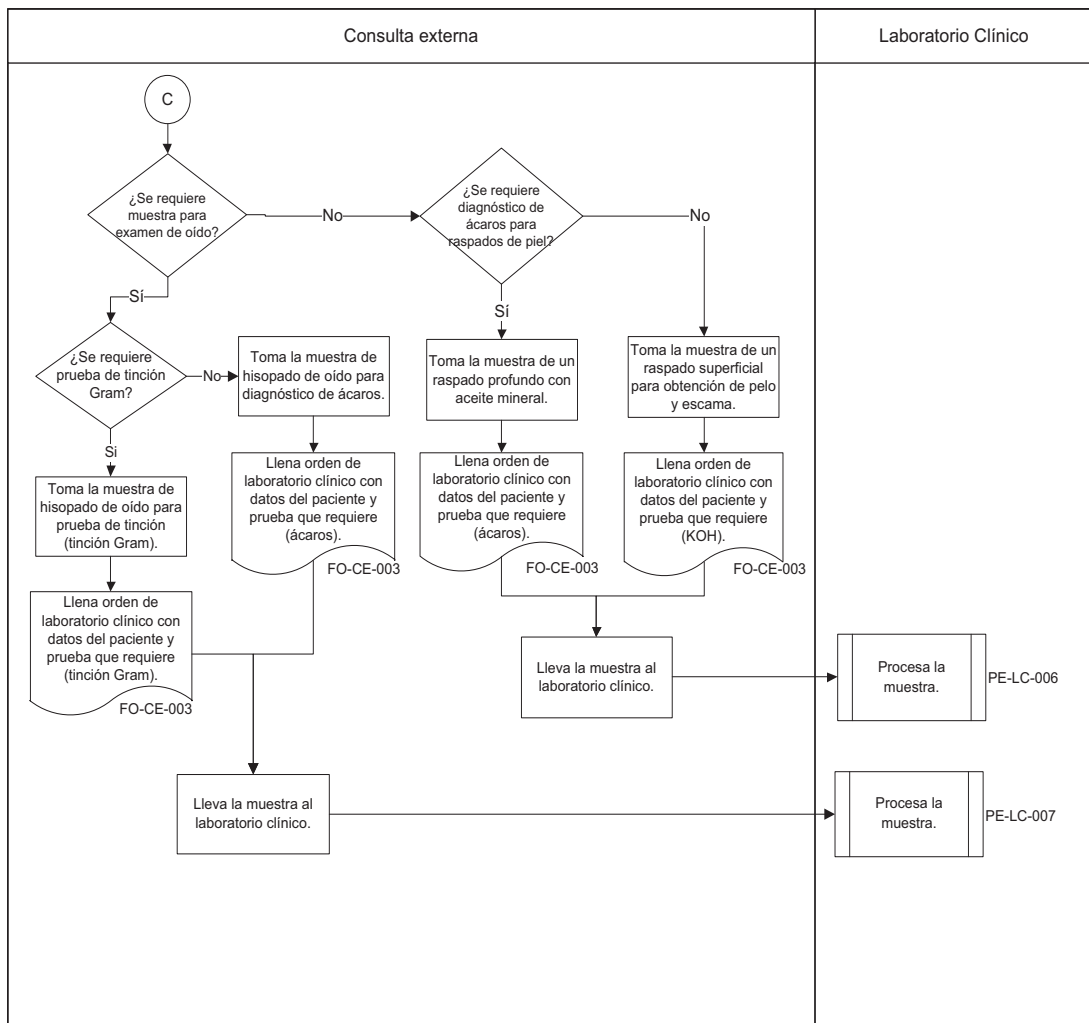 Consulta externa
Laboratorio Clínico
C
¿Se requiere
muestra para
examen de oído?
No
¿Se requiere
diagnóstico de
ácaros para
raspados de piel?
No
Sí
Sí
¿Se requiere
prueba de tinción
Gram?
No
Toma la muestra de
hisopado de oído para
diagnóstico de ácaros.
Toma la muestra de un
raspado profundo con
aceite mineral.
Toma la muestra de un
raspado superficial
para obtención de pelo
y escama.
Si
Toma la muestra de
hisopado de oído para
prueba de tinción
(tinción Gram).
Llena orden de
laboratorio clínico con
datos del paciente y
prueba que requiere
(ácaros).
FO-CE-003
Llena orden de
laboratorio clínico con
datos del paciente y
prueba que requiere
(ácaros).
FO-CE-003
Llena orden de
laboratorio clínico con
datos del paciente y
prueba que requiere
(KOH).
FO-CE-003
Llena orden de
laboratorio clínico con
datos del paciente y
prueba que requiere
(tinción Gram).
FO-CE-003
Lleva la muestra al
laboratorio clínico.
Procesa la
muestra.
PE-LC-006
Lleva la muestra al
laboratorio clínico.
Procesa la
muestra.
PE-LC-007